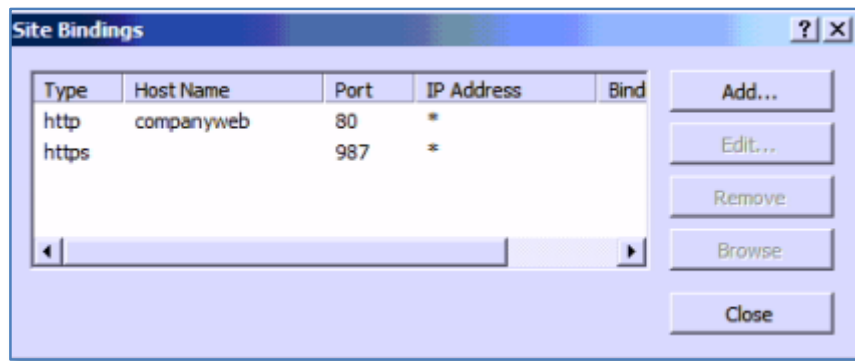 Site Bindings
Type Host Name Port IP Address Bind
http companyweb 80 *
https 987 *
Add...
Edit...
Remove
Browse
Close